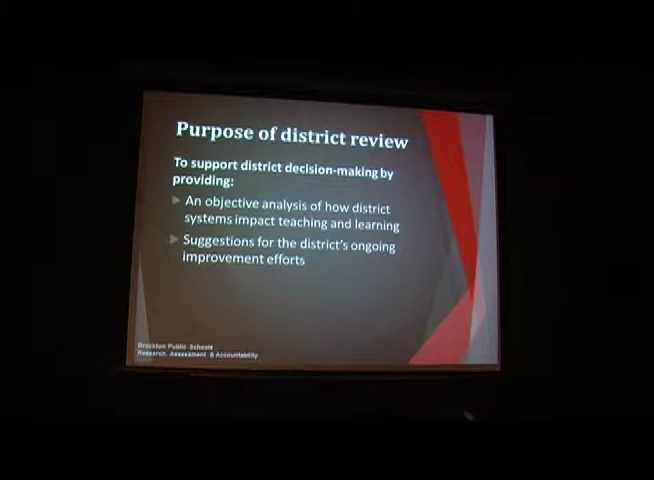 Purpose of district review
To support district decision-making by
providing:
An objective analysis of how district
systems impact teaching and learning
Suggestions for the district's ongoing
improvement efforts
Brockton Public Schools
Research, Assessment & Accountability